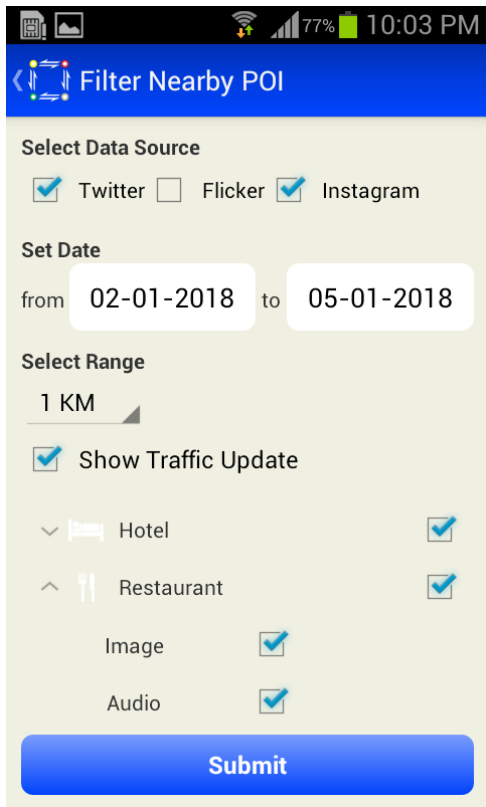 77% 10:03 PM
Filter Nearby POI
Select Data Source
Twitter Flicker Instagram
Set Date
from 02-01-2018 to 05-01-2018
Select Range
1 KM
Show Traffic Update
Hotel
Restaurant
Image
Audio
Submit